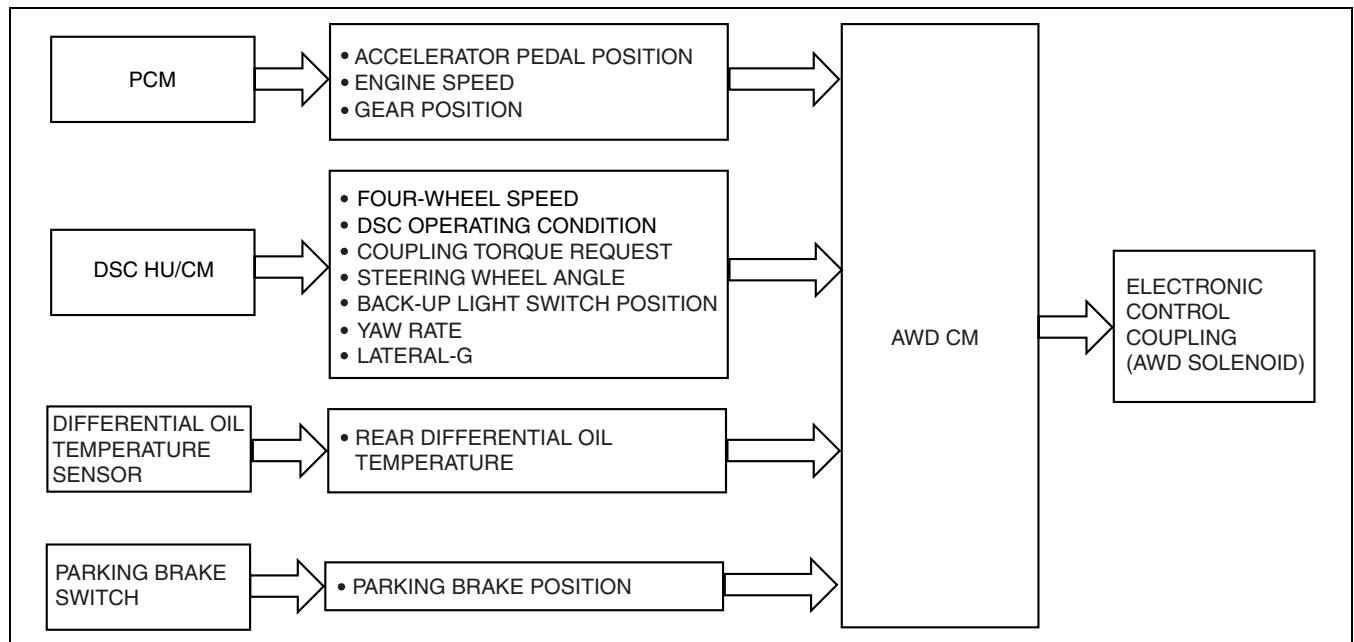 PCM
• ACCELERATOR PEDAL POSITION
• ENGINE SPEED
• GEAR POSITION
DSC HU/CM
• FOUR-WHEEL SPEED
• DSC OPERATING CONDITION
• COUPLING TORQUE REQUEST
• STEERING WHEEL ANGLE
• BACK-UP LIGHT SWITCH POSITION
• YAW RATE
• LATERAL-G
DIFFERENTIAL OIL
TEMPERATURE
SENSOR
• REAR DIFFERENTIAL OIL
TEMPERATURE
PARKING BRAKE
SWITCH
• PARKING BRAKE POSITION
AWD CM
ELECTRONIC
CONTROL
COUPLING
(AWD SOLENOID)